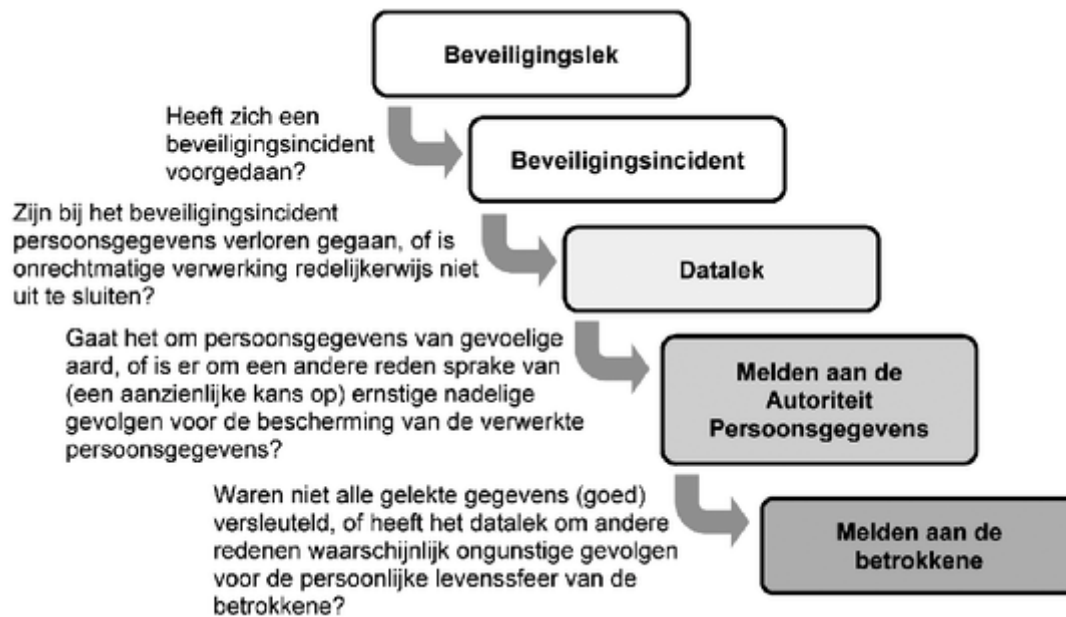 Beveiligingslek
Heeft zich een
beveiligingsincident
voorgedaan?
Beveiligingsincident
Zijn bij het beveiligingsincident
persoonsgegevens verloren gegaan, of is
onrechtmatige verwerking redelijkerwijs niet
uit te sluiten?
Datalek
Gaat het om persoonsgegevens van gevoelige
aard, of is er om een andere reden sprake van
(een aanzienlijke kans op) ernstige nadelige
gevolgen voor de bescherming van de verwerkte
persoonsgegevens?
Melden aan de
Autoriteit
Persoonsgegevens
Waren niet alle gelekte gegevens (goed)
versleuteld, of heeft het datalek om andere
redenen waarschijnlijk ongunstige gevolgen
voor de persoonlijke levenssfeer van de
betrokkene?
Melden aan de
betrokkene